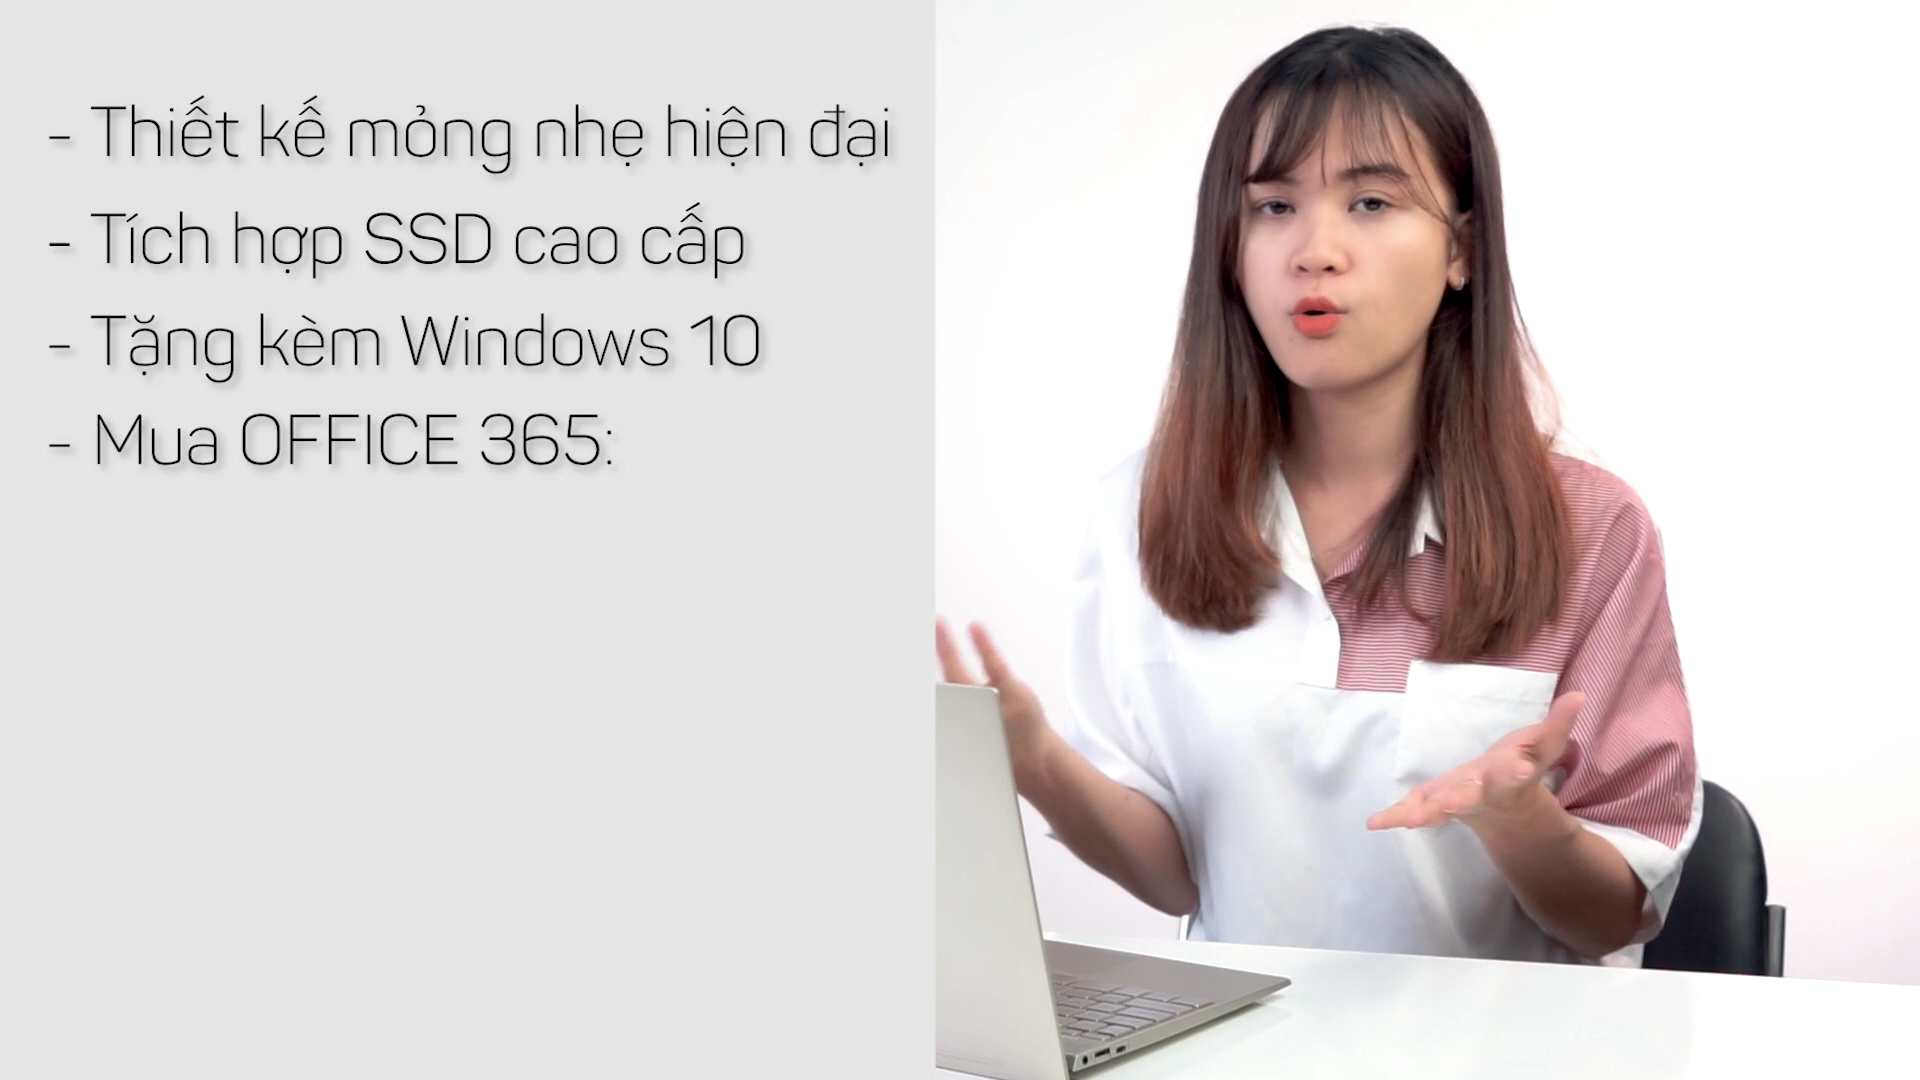 - Thiết kế mỏng nhẹ hiện đại
- Tích hợp SSD cao cấp
- Tặng kèm Windows 10
- Mua OFFICE 365: